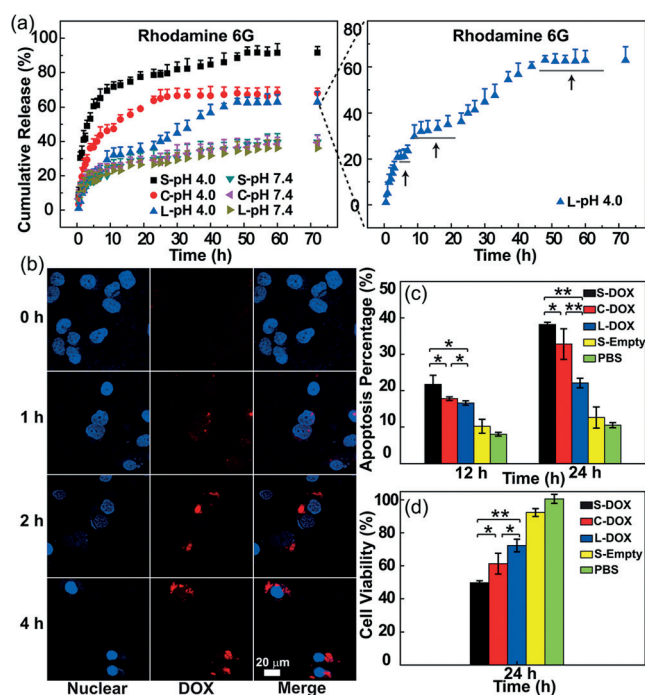 (a)
Rhodamine 6G
Cumulative Release (%)
100
80
60
40
20
0
S-pH 4.0
C-pH 4.0
L-pH 4.0
S-pH 7.4
C-pH 7.4
L-pH 7.4
0 10 20 30 40 50 60 70 80
Time (h)
Rhodamine 6G
80
60
40
20
0
L-pH 4.0
0 10 20 30 40 50 60 70 80
Time (h)
(b)
0 h
1 h
2 h
4 h
20 μm
Nuclear DOX Merge
(c)
Apoptosis Percentage (%)
50
40
30
20
10
0
* * *
** * **
S-DOX
C-DOX
L-DOX
S-Empty
PBS
12 h 24 h
Time (h)
(d)
Cell Viability (%)
100
80
60
40
0
** * *
S-DOX
C-DOX
L-DOX
S-Empty
PBS
24 h
Time (h)